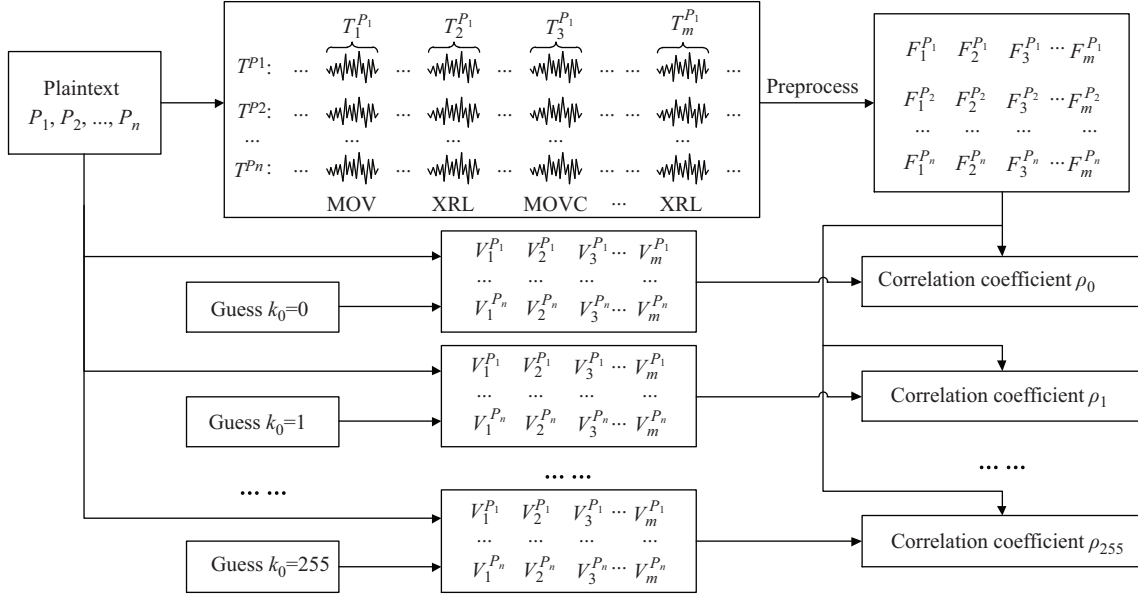 T₁^{P₁} T₂^{P₁} T₃^{P₁} Tₘ^{P₁}
Plaintext
P₁, P₂, ..., Pₙ
T^{P1}: ... ... ... ... ... ...
T^{P2}: ... ... ... ... ... ...
... ... ... ... ...
T^{Pn}: ... ... ... ... ... ...
MOV XRL MOVC ... XRL
Preprocess
F₁^{P₁} F₂^{P₁} F₃^{P₁} ··· Fₘ^{P₁}
F₁^{P₂} F₂^{P₂} F₃^{P₂} ··· Fₘ^{P₂}
... ... ... ...
F₁^{Pₙ} F₂^{Pₙ} F₃^{Pₙ} ··· Fₘ^{Pₙ}
Guess k₀=0
V₁^{P₁} V₂^{P₁} V₃^{P₁} ··· Vₘ^{P₁}
... ... ... ...
V₁^{Pₙ} V₂^{Pₙ} V₃^{Pₙ} ··· Vₘ^{Pₙ}
Correlation coefficient ρ₀
Guess k₀=1
V₁^{P₁} V₂^{P₁} V₃^{P₁} ··· Vₘ^{P₁}
... ... ... ...
V₁^{Pₙ} V₂^{Pₙ} V₃^{Pₙ} ··· Vₘ^{Pₙ}
Correlation coefficient ρ₁
... ... ... ... ... ...
Guess k₀=255
V₁^{P₁} V₂^{P₁} V₃^{P₁} ··· Vₘ^{P₁}
... ... ... ...
V₁^{Pₙ} V₂^{Pₙ} V₃^{Pₙ} ··· Vₘ^{Pₙ}
Correlation coefficient ρ₂₅₅